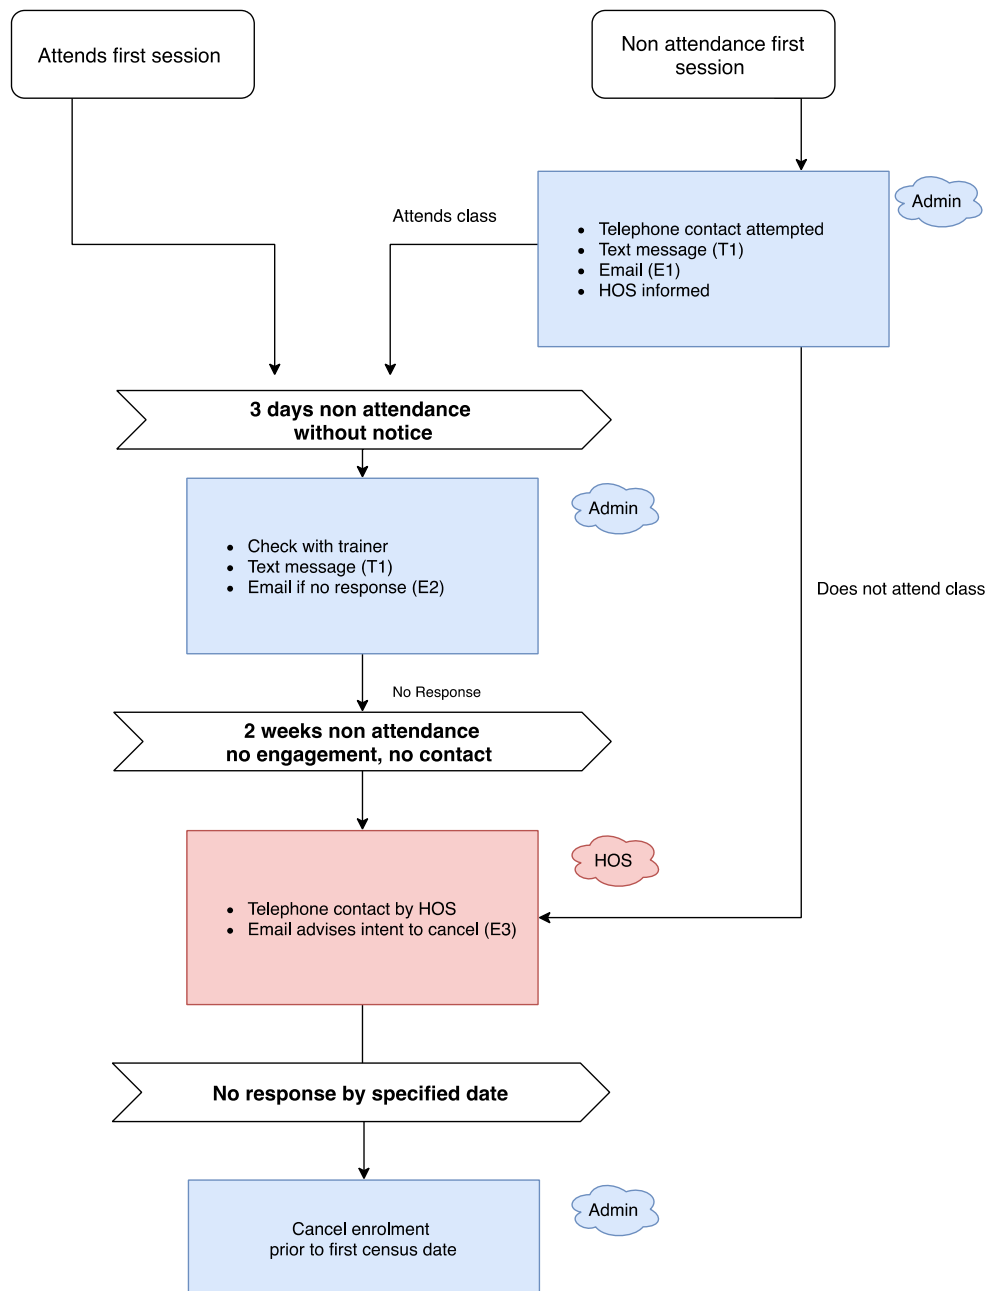 Attends first session
Non attendance first
session
Admin
• Telephone contact attempted
• Text message (T1)
• Email (E1)
• HOS informed
Attends class
3 days non attendance
without notice
Admin
• Check with trainer
• Text message (T1)
• Email if no response (E2)
Does not attend class
No Response
2 weeks non attendance
no engagement, no contact
HOS
• Telephone contact by HOS
• Email advises intent to cancel (E3)
No response by specified date
Admin
Cancel enrolment
prior to first census date